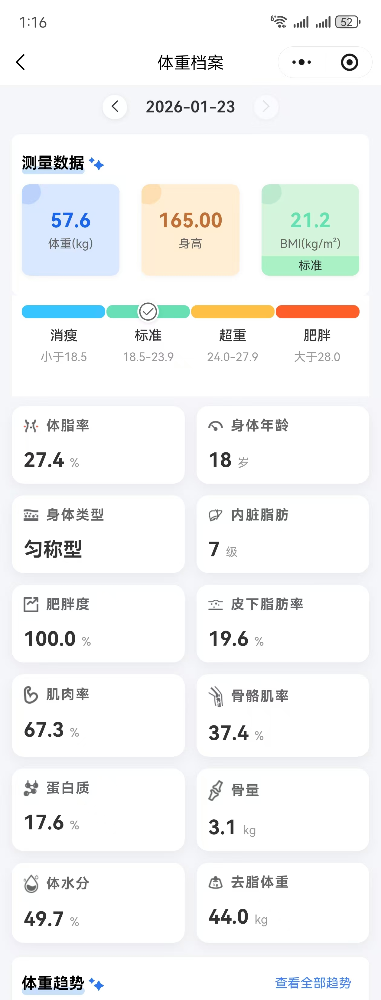 1:16
6+ 52
体重档案
2026-01-23
测量数据
57.6 165.00 21.2
体重(kg) 身高 BMI(kg/m²)
标准
消瘦 标准 超重 肥胖
小于18.5 18.5-23.9 24.0-27.9 大于28.0
体脂率 身体年龄
27.4 % 18 岁
身体类型 内脏脂肪
匀称型 7 级
肥胖度 皮下脂肪率
100.0 % 19.6 %
肌肉率 骨骼肌率
67.3 % 37.4 %
蛋白质 骨量
17.6 % 3.1 kg
体水分 去脂体重
49.7 % 44.0 kg
体重趋势 查看全部趋势